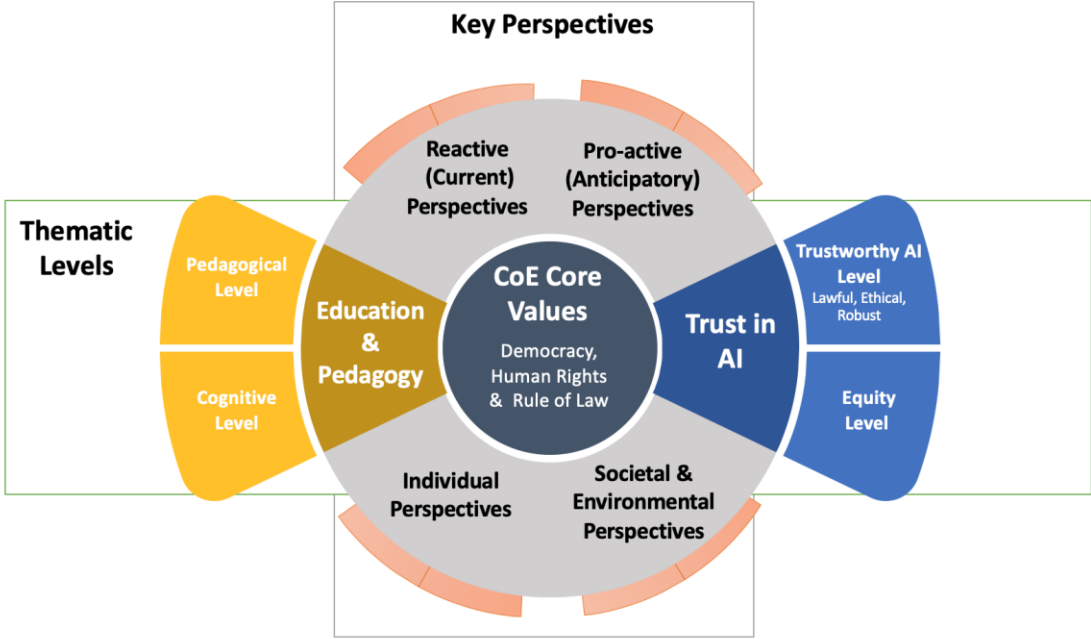 Key Perspectives
Reactive
(Current)
Perspectives
Pro-active
(Anticipatory)
Perspectives
Thematic
Levels
Pedagogical
Level
Cognitive
Level
Education
&
Pedagogy
CoE Core
Values
Democracy,
Human Rights
& Rule of Law
Trust in
AI
Trustworthy AI
Level
Lawful, Ethical,
Robust
Equity
Level
Individual
Perspectives
Societal &
Environmental
Perspectives